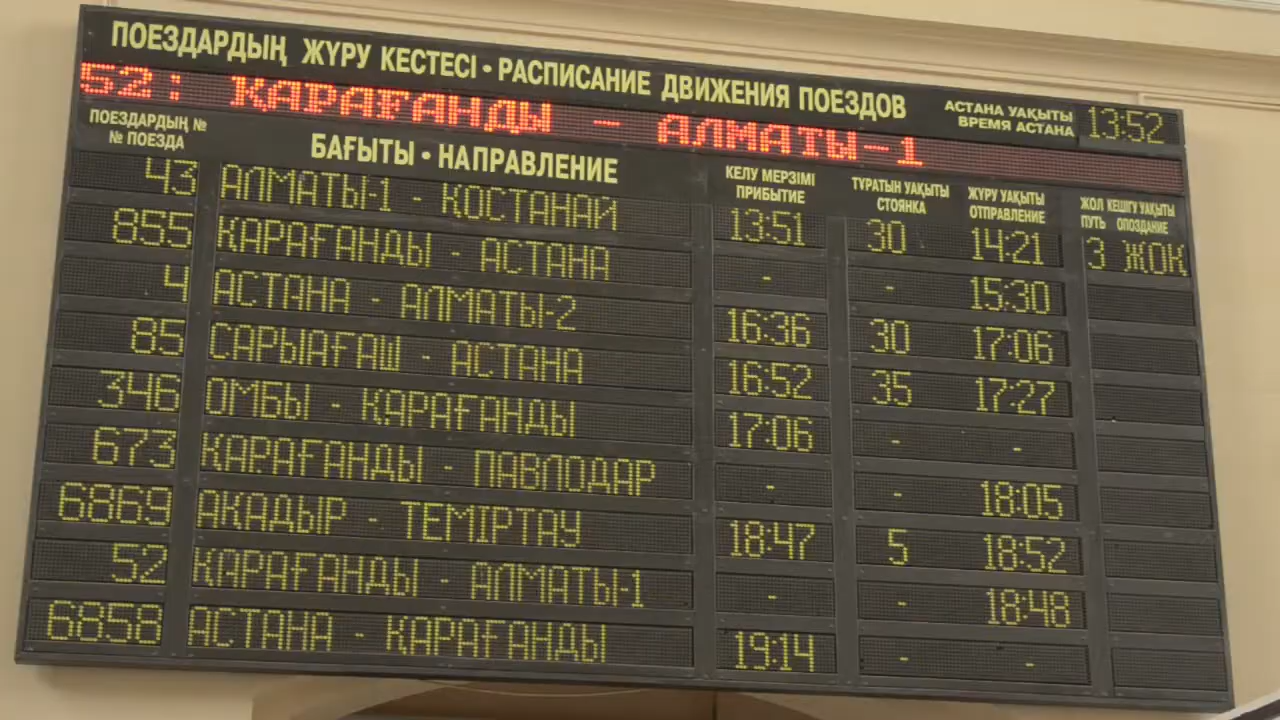 ПОЕЗДАРДЫҢ ЖҮРУ КЕСТЕСІ • РАСПИСАНИЕ ДВИЖЕНИЯ ПОЕЗДОВ
АСТАНА УАҚЫТЫ
ВРЕМЯ АСТАНА
13:52
52: ҚАРАҒАНДЫ - АЛМАТЫ-1
ПОЕЗДАРДЫҢ №
№ ПОЕЗДА
БАҒЫТЫ • НАПРАВЛЕНИЕ
КЕЛУ МЕРЗІМІ
ПРИБЫТИЕ
ТҰРАТЫН УАҚЫТЫ
СТОЯНКА
ЖҮРУ УАҚЫТЫ
ОТПРАВЛЕНИЕ
ЖОЛ
ПУТЬ
КЕШІГУ УАҚЫТЫ
ОПОЗДАНИЕ
43 АЛМАТЫ-1 - ҚОСТАНАЙ 13:51 30 14:21 3 ЖОҚ
855 ҚАРАҒАНДЫ - АСТАНА - - 15:30
4 АСТАНА - АЛМАТЫ-2 16:36 30 17:06
85 САРЫАҒАШ - АСТАНА 16:52 35 17:27
346 ОМБЫ - ҚАРАҒАНДЫ 17:06 - -
673 ҚАРАҒАНДЫ - ПАВЛОДАР - - 18:05
6869 АҚАДЫР - ТЕМІРТАУ 18:47 5 18:52
52 ҚАРАҒАНДЫ - АЛМАТЫ-1 - - 18:48
6858 АСТАНА - ҚАРАҒАНДЫ 19:14 - -